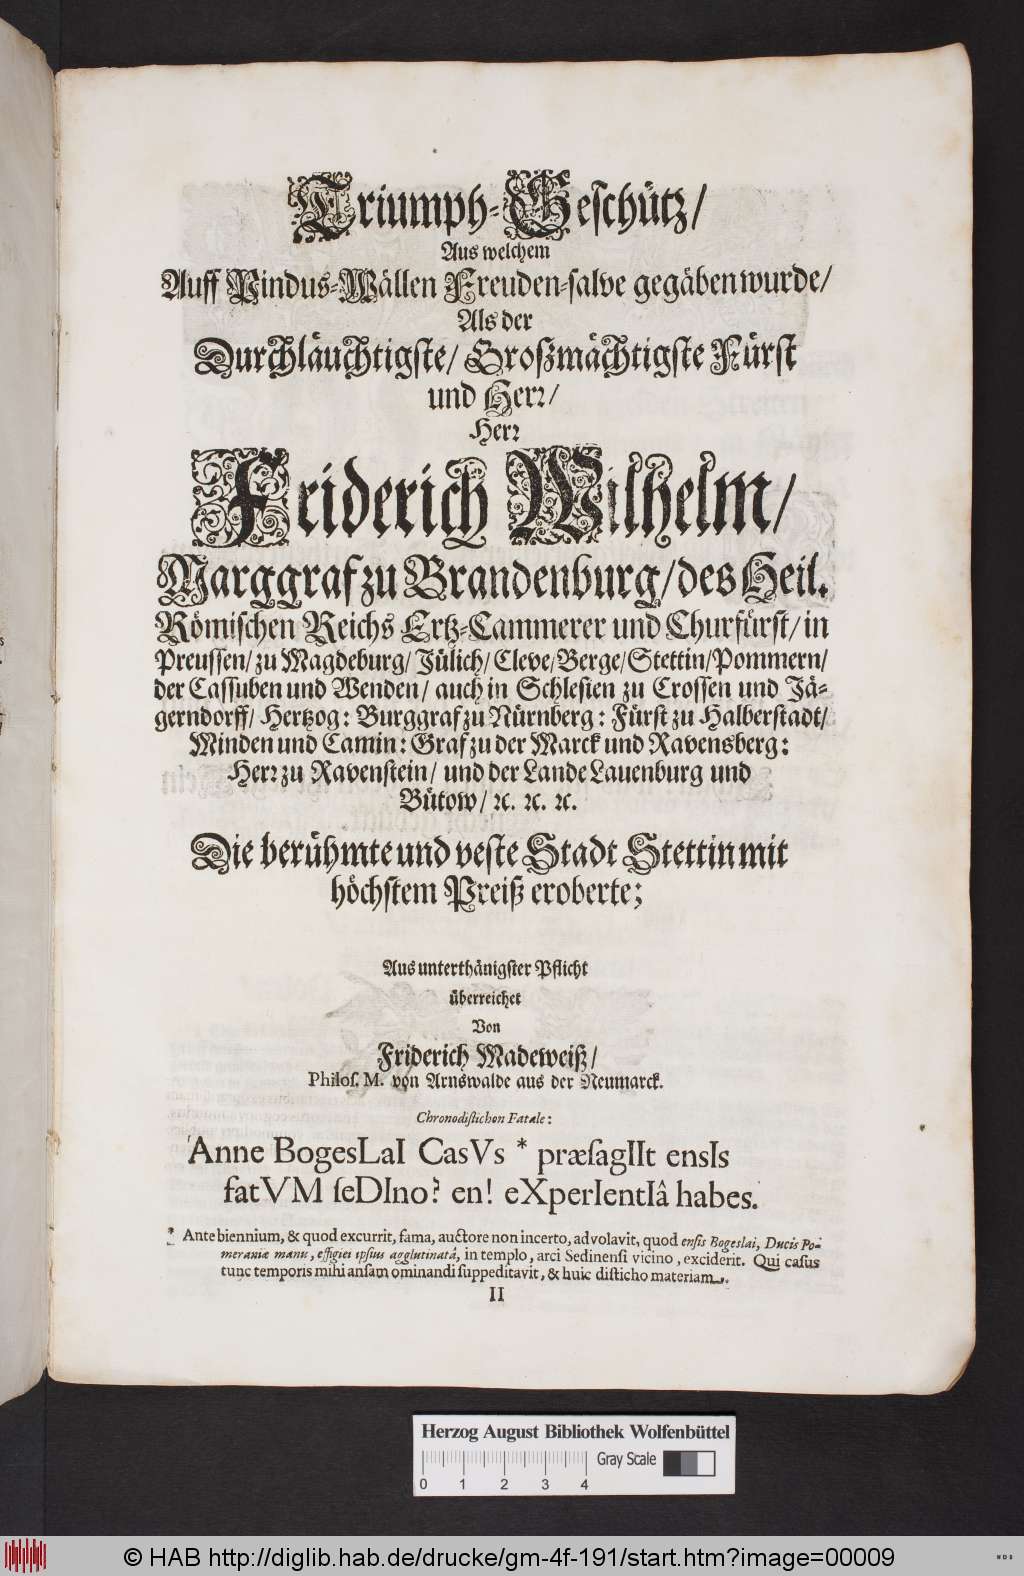 Triumph-Geschütz/
Aus welchem
Auff Pindus-Wällen Freuden-salve gegäben wurde/
Als der
Durchläuchtigste/ Großmächtigste Fürst
und Herr/
Herr
Friderich Wilhelm/
Marggraf zu Brandenburg/ des Heil.
Römischen Reichs Ertz-Cammerer und Churfürst/ in
Preussen/ zu Magdeburg/ Jülich/ Cleve/ Berge/ Stettin/ Pommern/
der Cassuben und Wenden/ auch in Schlesien zu Crossen und Jä-
gerndorff/ Hertzog: Burggraf zu Nürnberg: Fürst zu Halberstadt/
Minden und Camin: Graf zu der Marck und Ravensberg:
Herr zu Ravenstein/ und der Lande Lauenburg und
Bütow/ ꝛc. ꝛc. ꝛc.
Die berühmte und veste Stadt Stettin mit
höchstem Preiß eroberte;
Aus unterthänigster Pflicht
überreichet
Von
Friderich Madeweiß/
Philoſ. M. von Arnswalde aus der Neumarck.
Chronodiſtichon Fatale:
Anne BogesLaI CasVs * præſagIIt ensIs
fatVM ſeDIno? en! eXperIentIâ habes.
* Ante biennium, & quod excurrit, fama, auctore non incerto, advolavit, quod ensis Bogeslai, Ducis Po-
meraniæ manu, effigiei ipſius agglutinatâ, in templo, arci Sedinenſi vicino, exciderit. Qui caſus
tunc temporis mihi anſam ominandi ſuppeditavit, & huic diſticho materiam.
II
Herzog August Bibliothek Wolfenbüttel
0 1 2 3 4 Gray Scale
© HAB http://diglib.hab.de/drucke/gm-4f-191/start.htm?image=00009